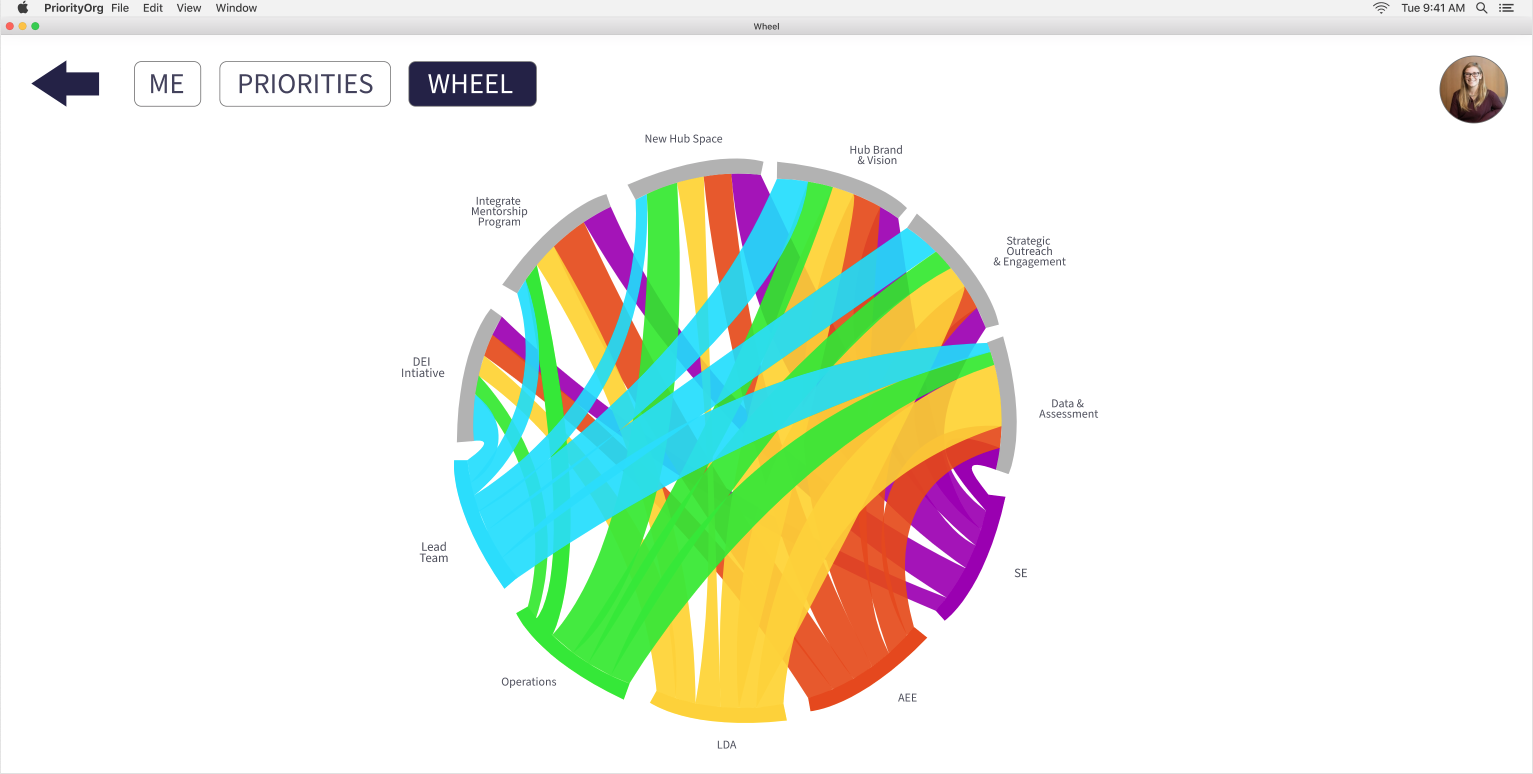 PriorityOrg File Edit View Window
Tue 9:41 AM
Wheel
ME
PRIORITIES
WHEEL
New Hub Space
Hub Brand
& Vision
Integrate
Mentorship
Program
Strategic
Outreach
& Engagement
DEI
Intiative
Data &
Assessment
Lead
Team
SE
Operations
AEE
LDA